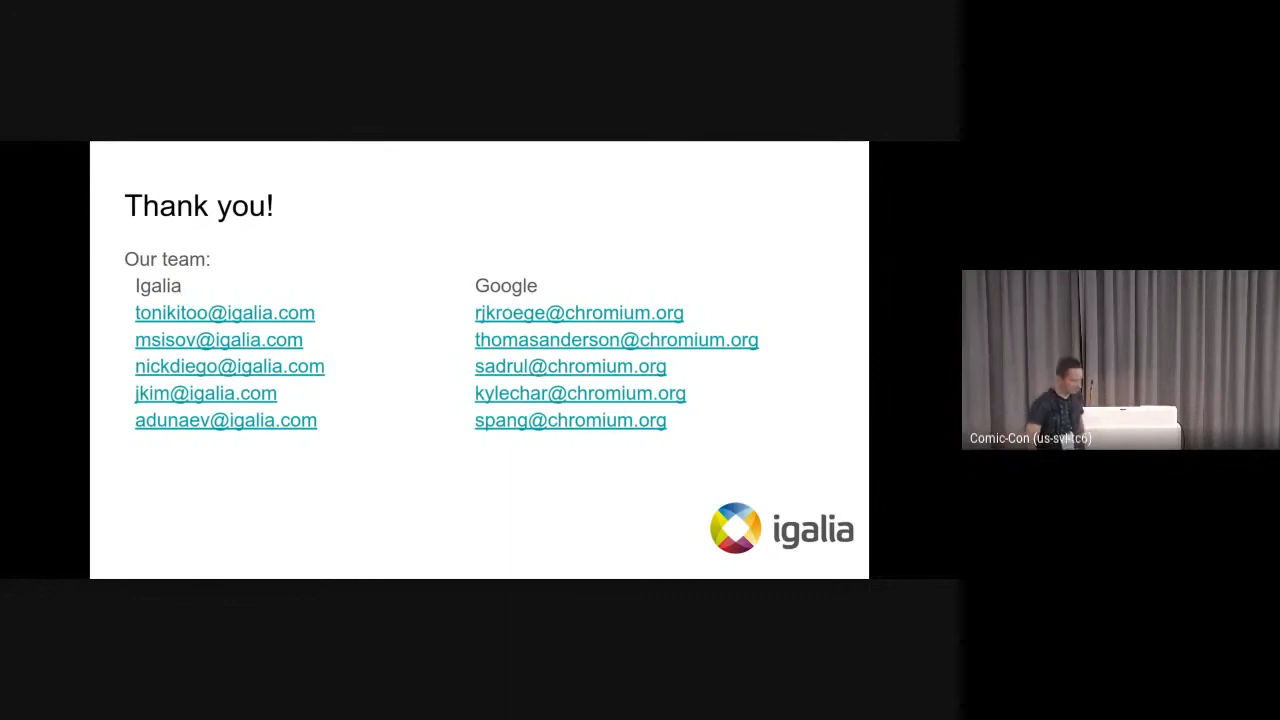 Thank you!
Our team:
Igalia
tonikitoo@igalia.com
msisov@igalia.com
nickdiego@igalia.com
jkim@igalia.com
adunaev@igalia.com
Google
rjkroege@chromium.org
thomasanderson@chromium.org
sadrul@chromium.org
kylechar@chromium.org
spang@chromium.org
igalia
Comic-Con (us-svl-tc6)